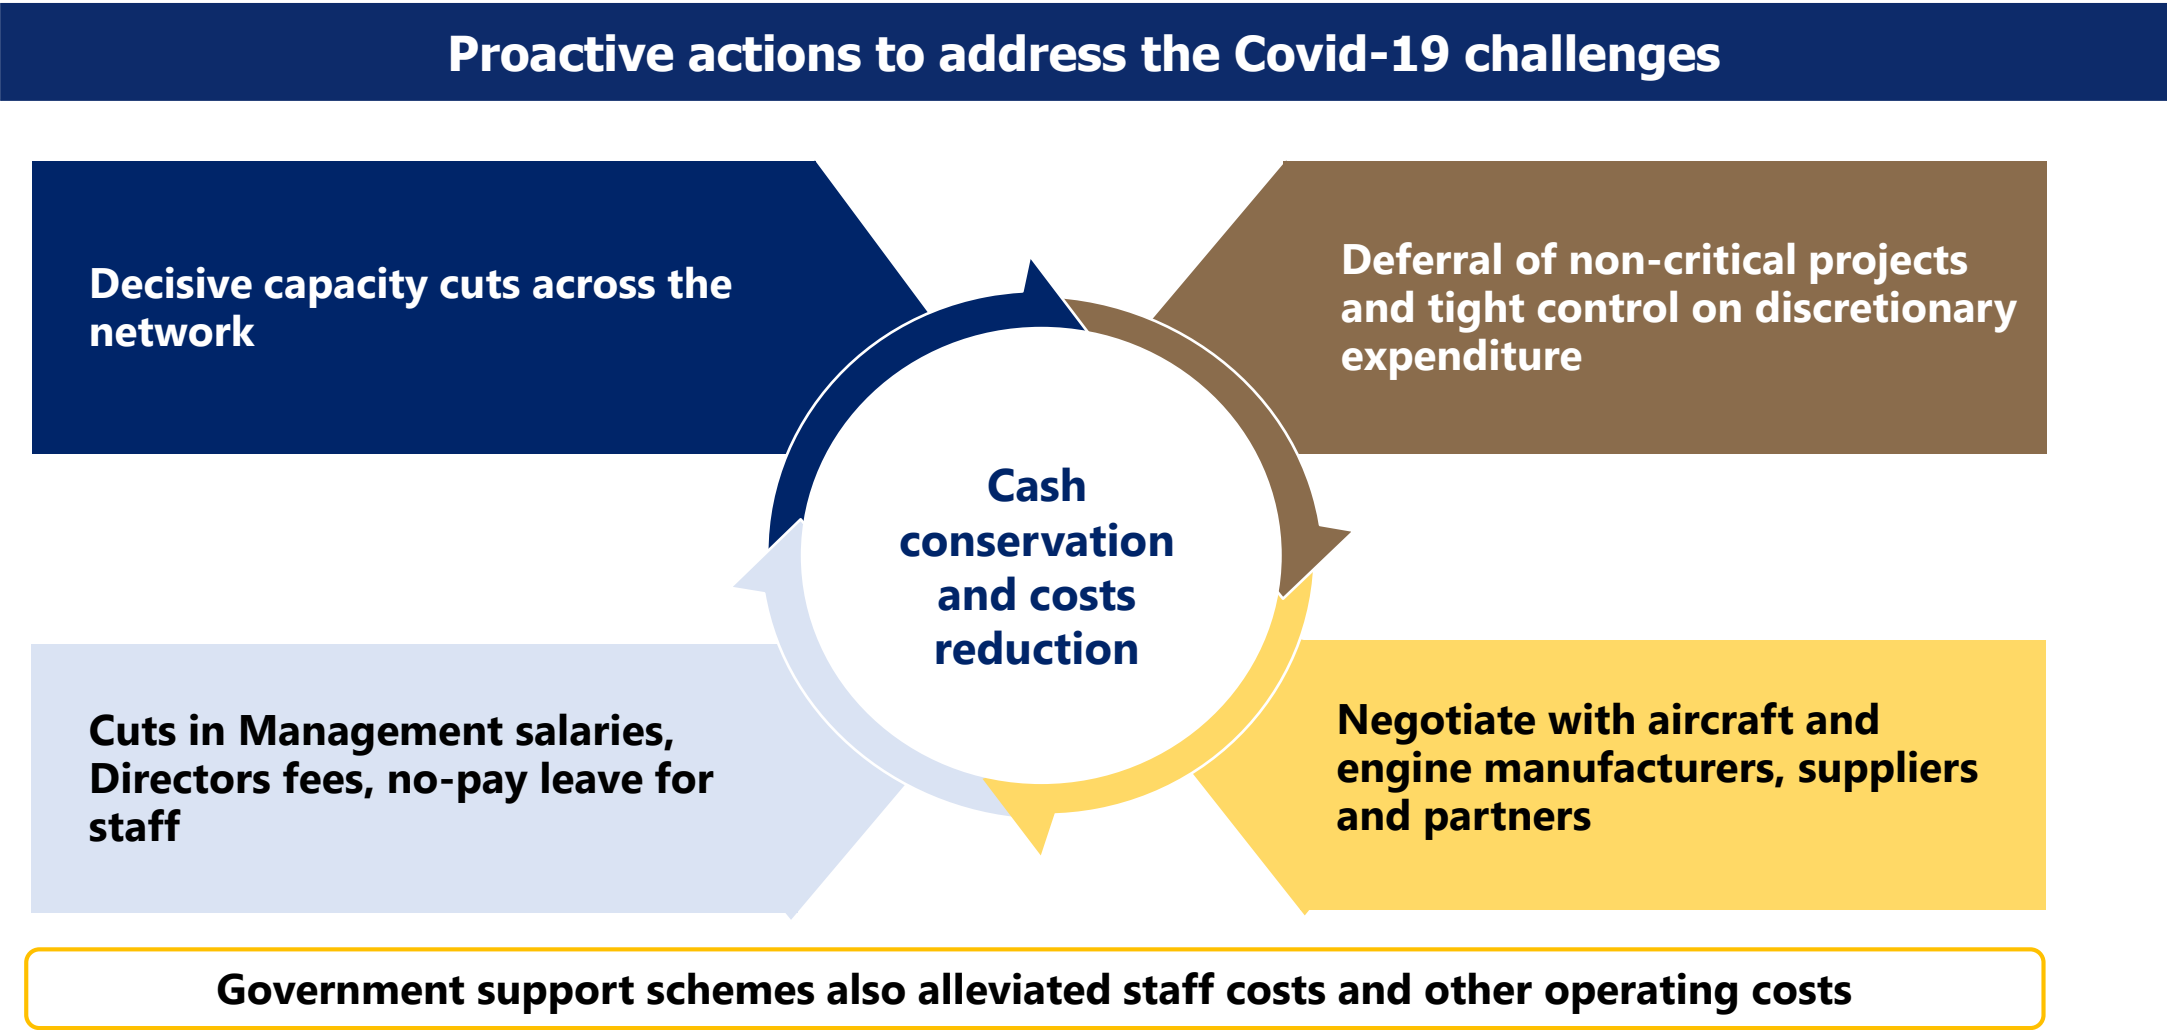 Proactive actions to address the Covid-19 challenges
Decisive capacity cuts across the
network
Deferral of non-critical projects
and tight control on discretionary
expenditure
Cash
conservation
and costs
reduction
Cuts in Management salaries,
Directors fees, no-pay leave for
staff
Negotiate with aircraft and
engine manufacturers, suppliers
and partners
Government support schemes also alleviated staff costs and other operating costs